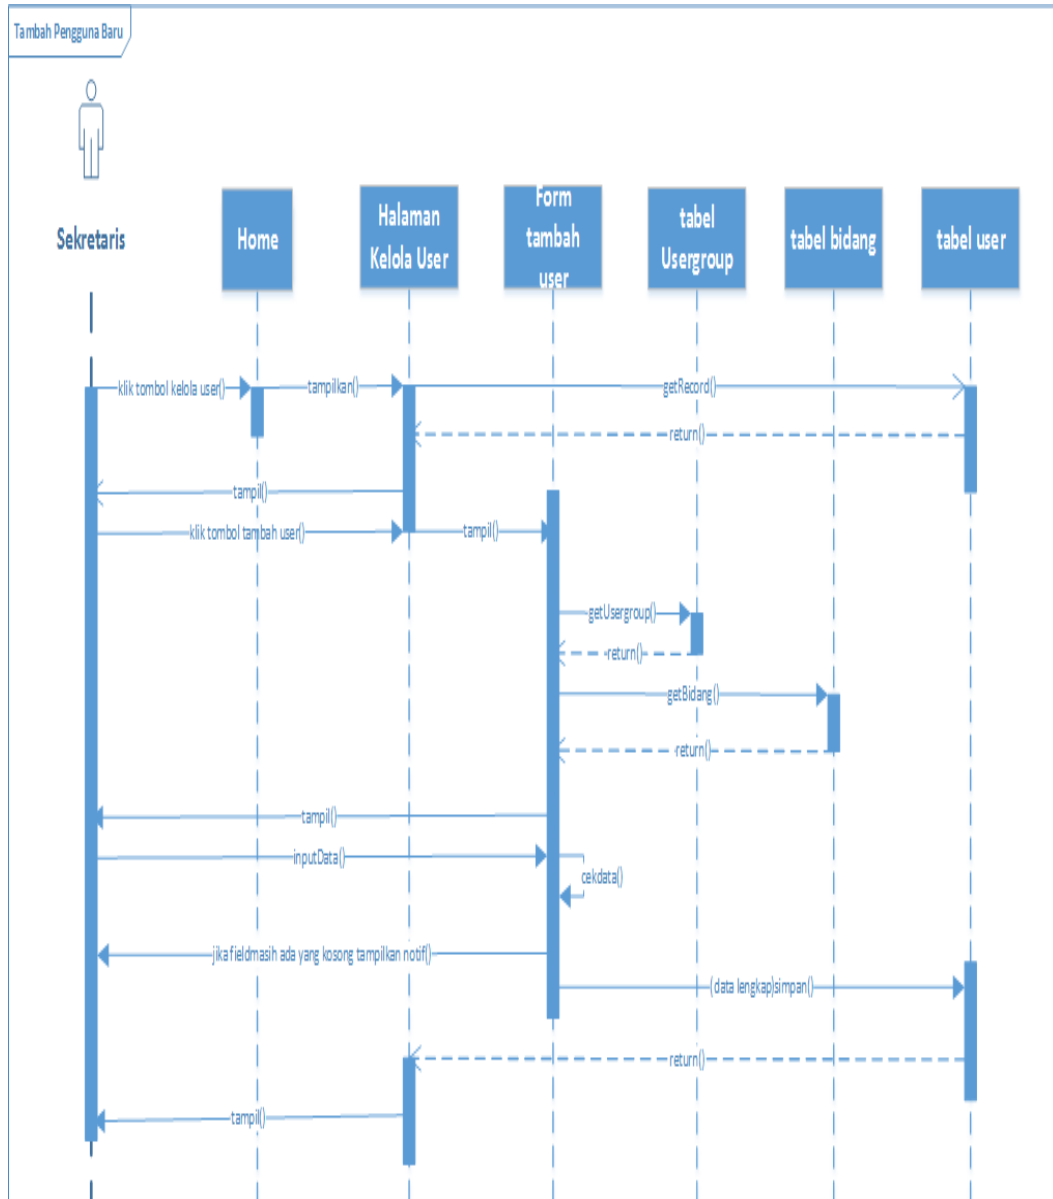 Tambah Pengguna Baru
Sekretaris
Home
Halaman
Kelola User
Form
tambah
user
tabel
Usergroup
tabel bidang
tabel user
klik tombol kelola user()
tampilkan()
getRecord()
return()
tampil()
klik tombol tambah user()
tampil()
getUsergroup()
return()
getBidang()
return()
tampil()
inputData()
cekdata()
jika fieldmasih ada yang kosong tampilkan notif()
(data lengkap)simpan()
return()
tampil()